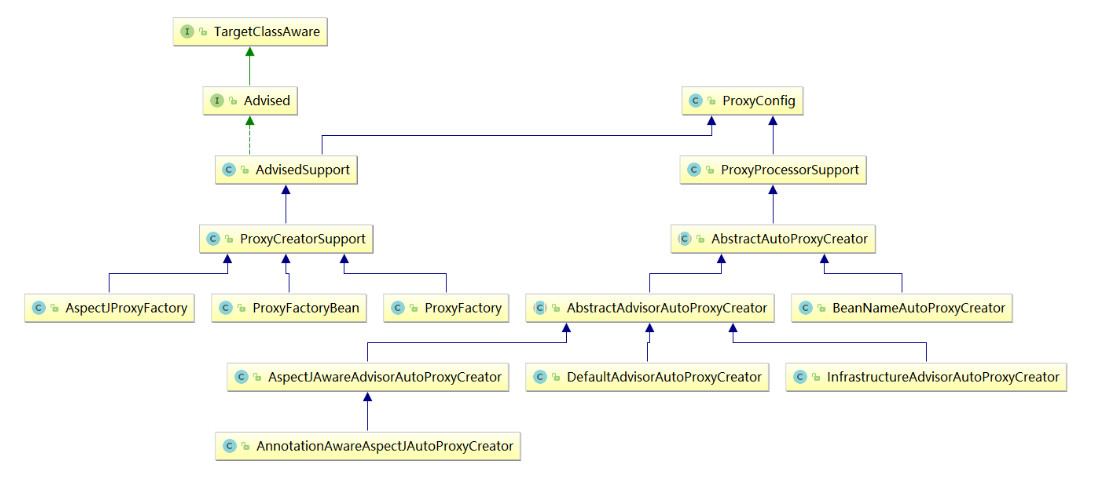 I TargetClassAware
I Advised
C ProxyConfig
C AdvisedSupport
C ProxyProcessorSupport
C ProxyCreatorSupport
C AbstractAutoProxyCreator
C AspectJProxyFactory
C ProxyFactoryBean
C ProxyFactory
C AbstractAdvisorAutoProxyCreator
C BeanNameAutoProxyCreator
C AspectJAwareAdvisorAutoProxyCreator
C DefaultAdvisorAutoProxyCreator
C InfrastructureAdvisorAutoProxyCreator
C AnnotationAwareAspectJAutoProxyCreator